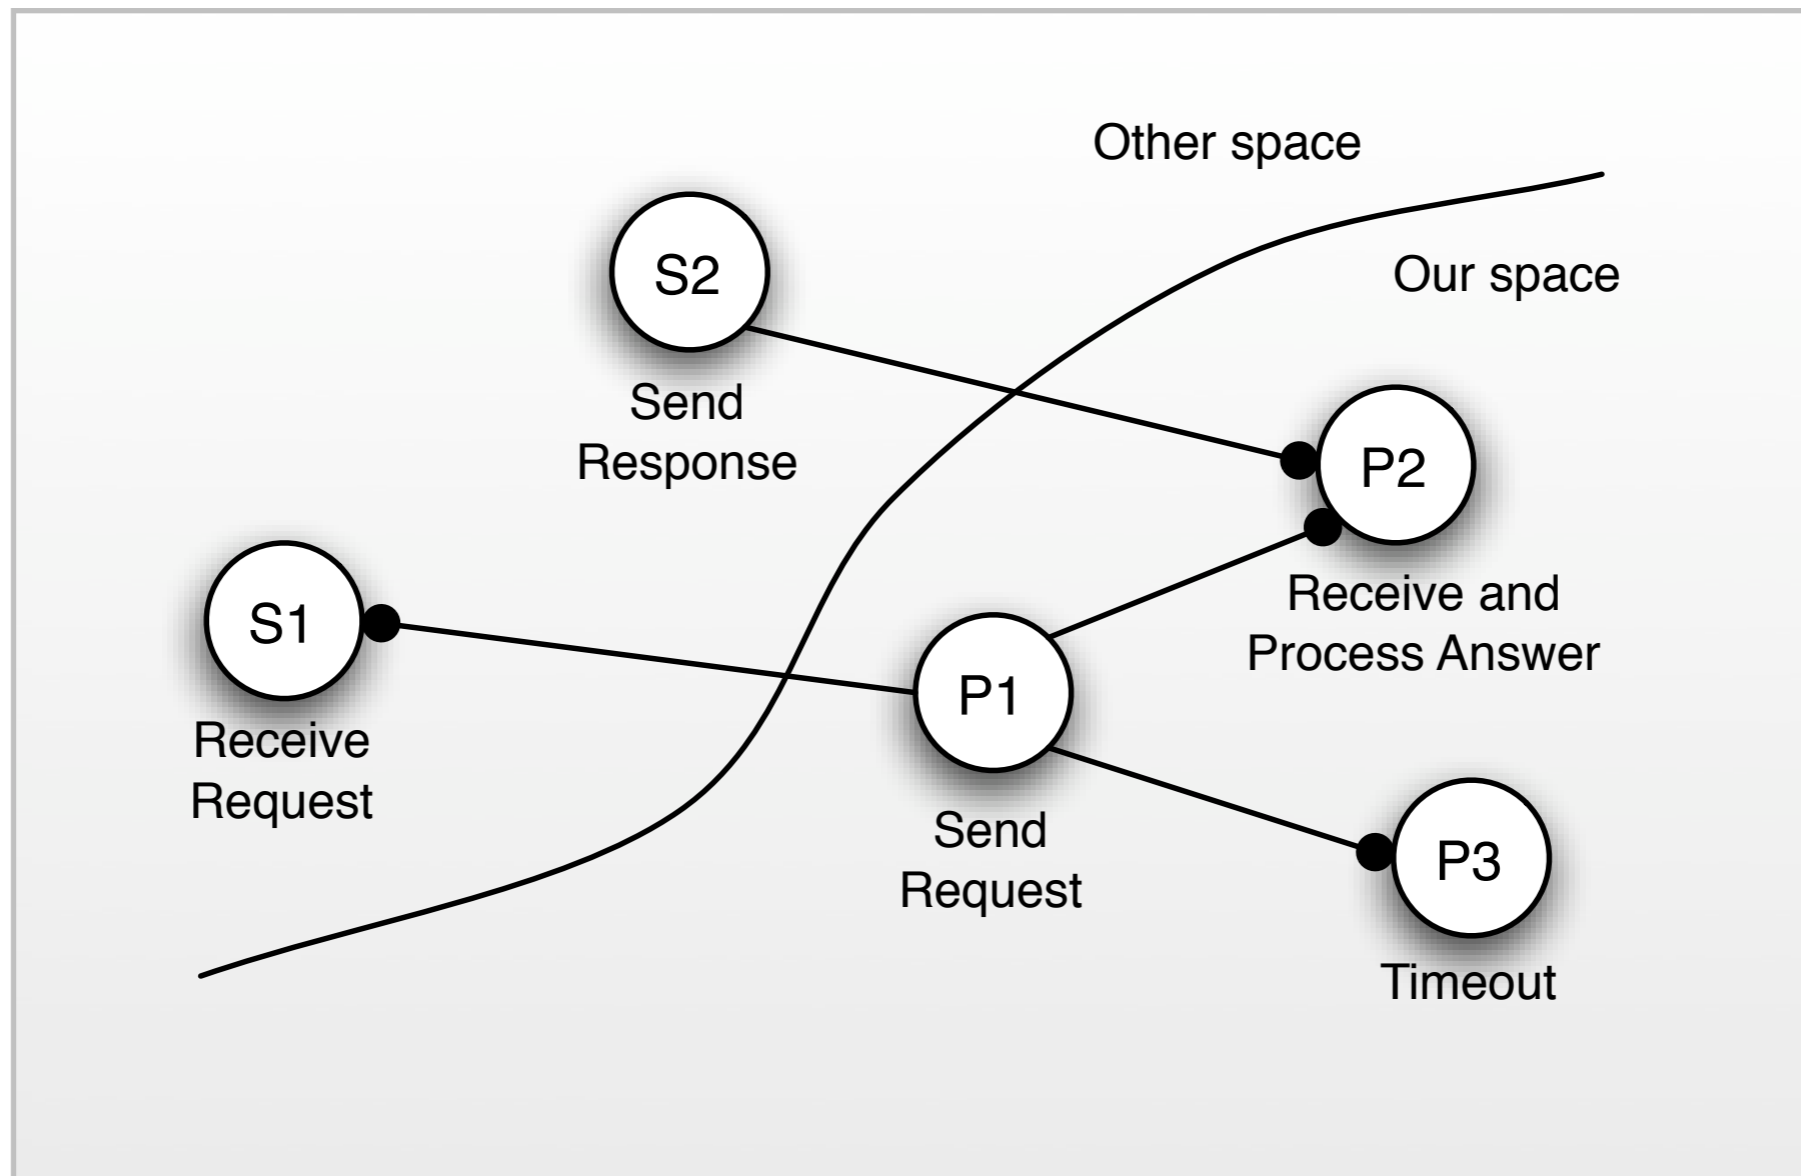 Other space
Our space
S2
Send
Response
P2
Receive and
Process Answer
S1
Receive
Request
P1
Send
Request
P3
Timeout